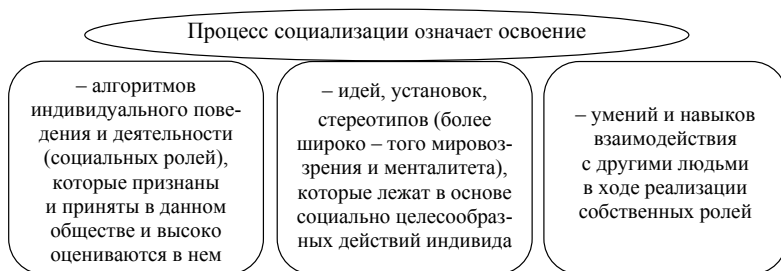 Процесс социализации означает освоение
– алгоритмов
индивидуального пове-
дения и деятельности
(социальных ролей),
которые признаны
и приняты в данном
обществе и высоко
оцениваются в нем
– идей, установок,
стереотипов (более
широко – того мировоз-
зрения и менталитета),
которые лежат в основе
социально целесообраз-
ных действий индивида
– умений и навыков
взаимодействия
с другими людьми
в ходе реализации
собственных ролей